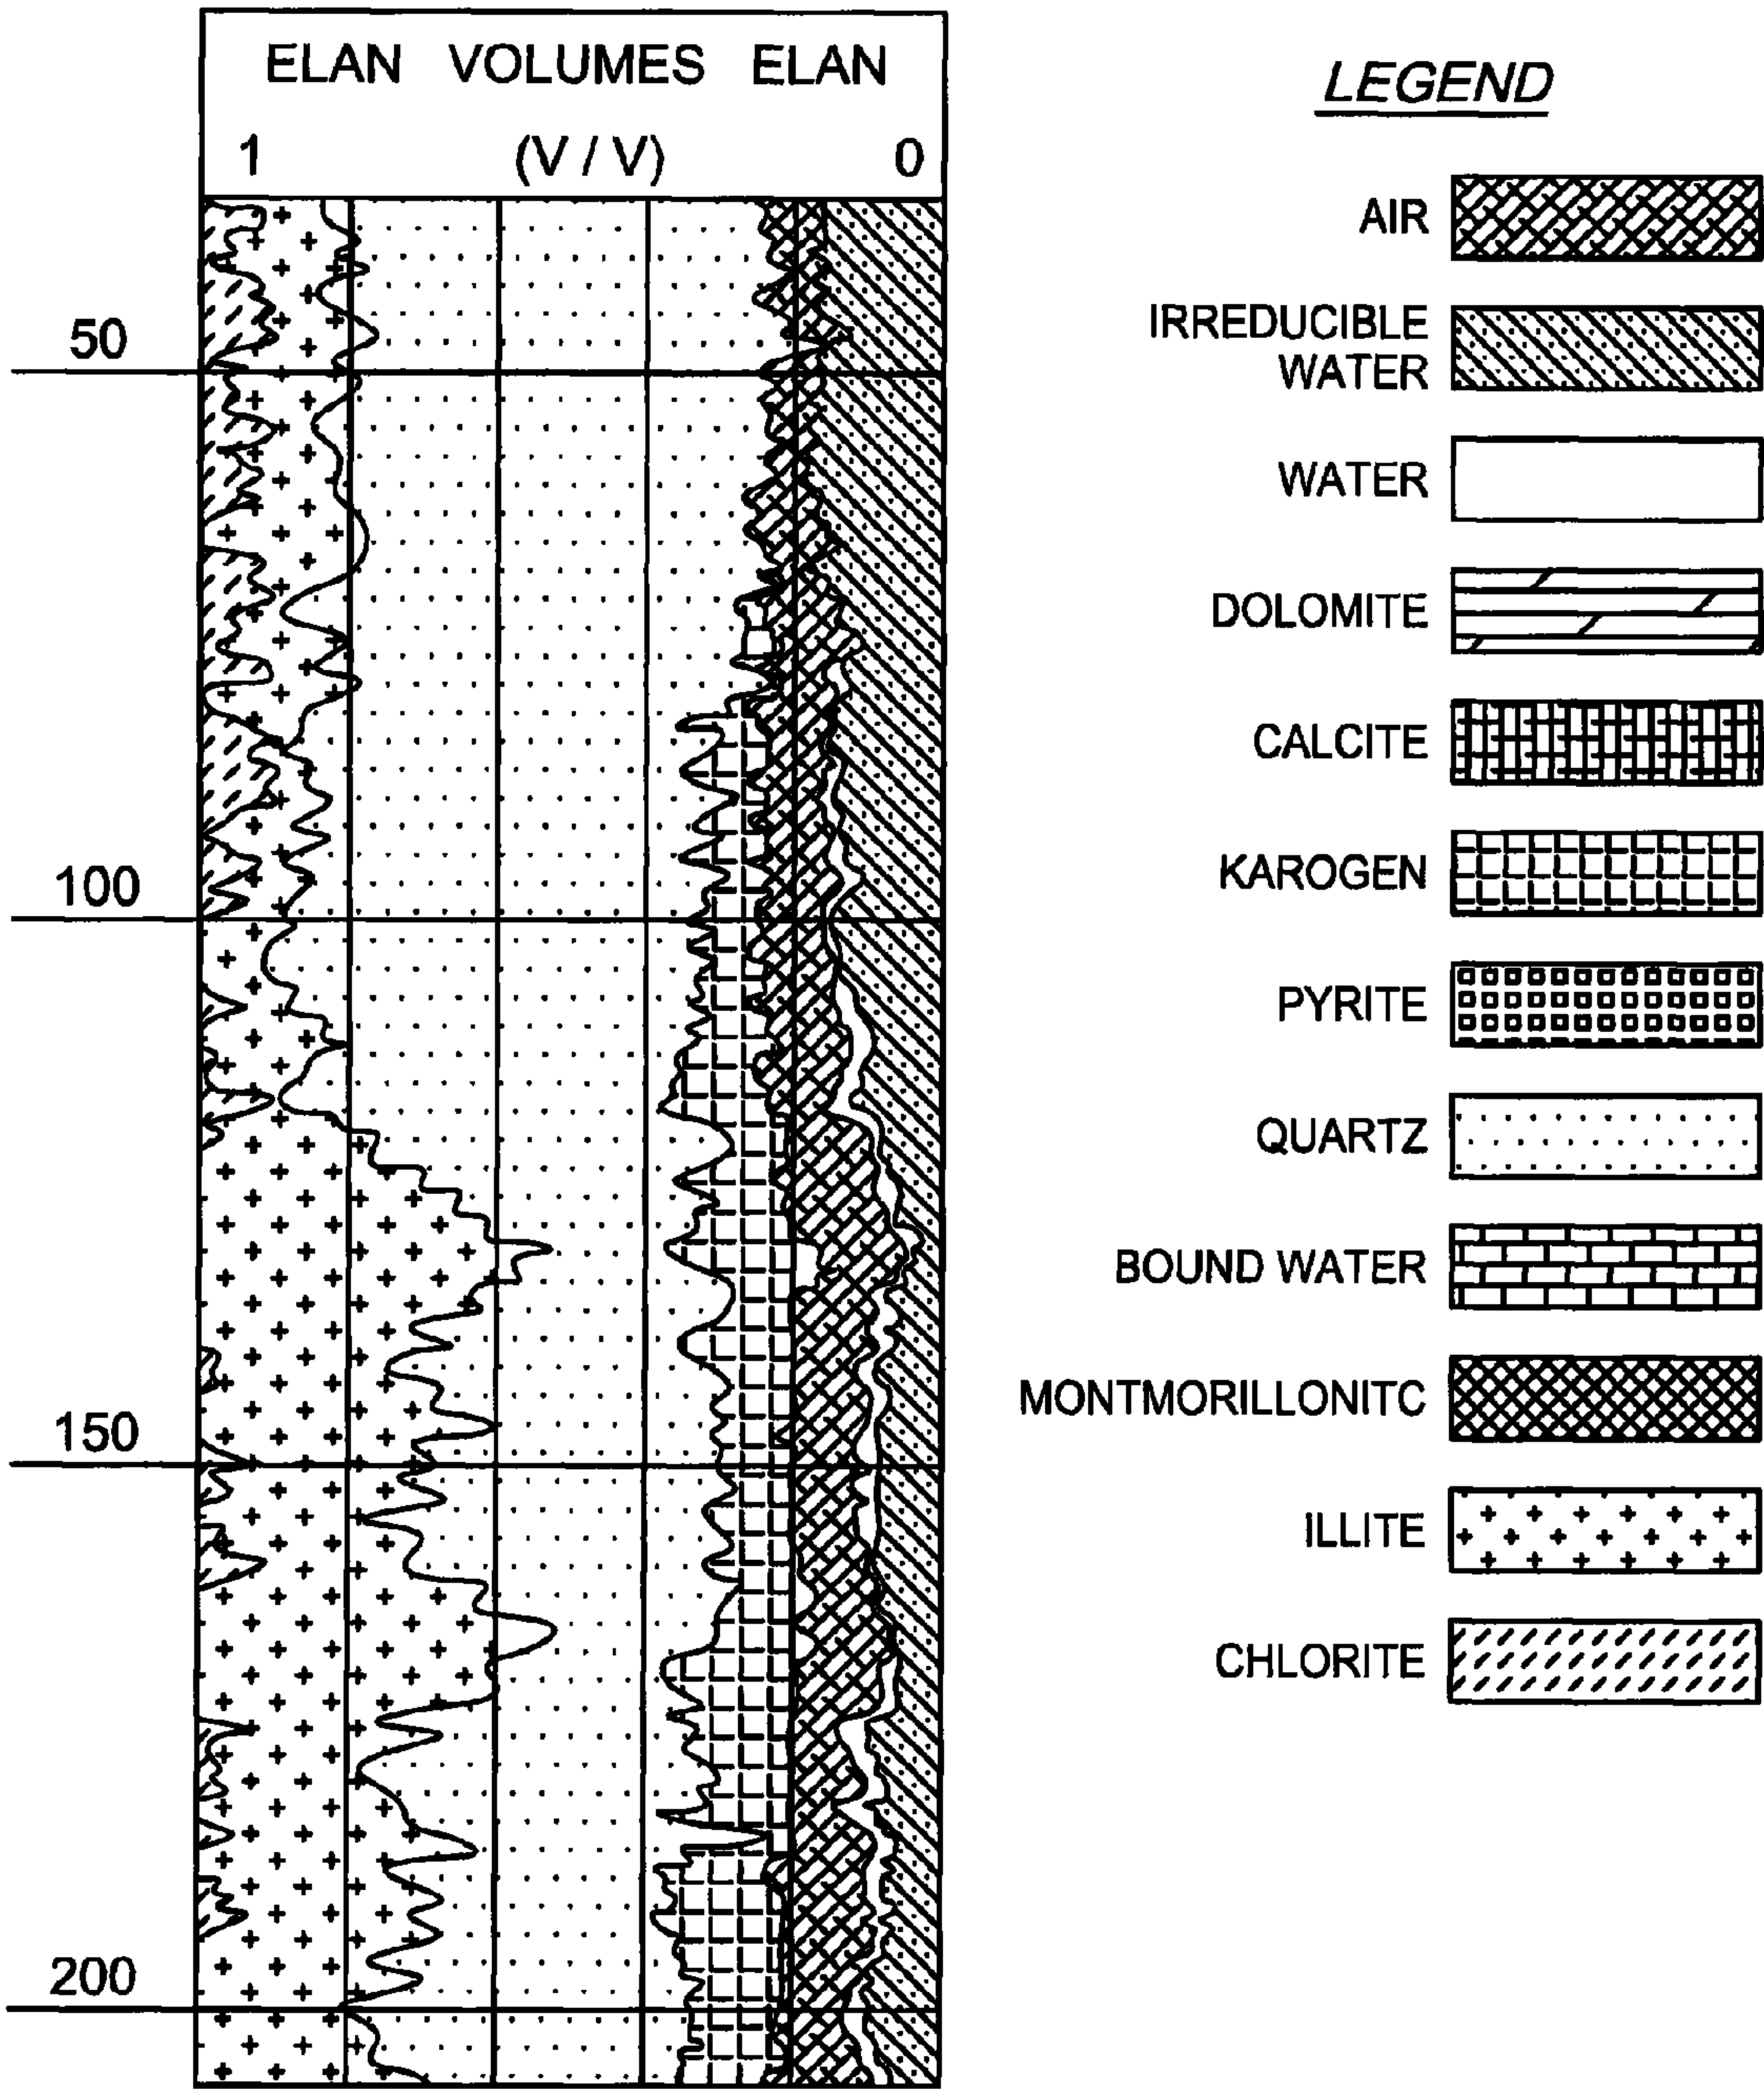 ELAN VOLUMES ELAN
1 (V / V) 0
50
100
150
200
LEGEND
AIR
IRREDUCIBLE
WATER
WATER
DOLOMITE
CALCITE
KAROGEN
PYRITE
QUARTZ
BOUND WATER
MONTMORILLONITC
ILLITE
CHLORITE